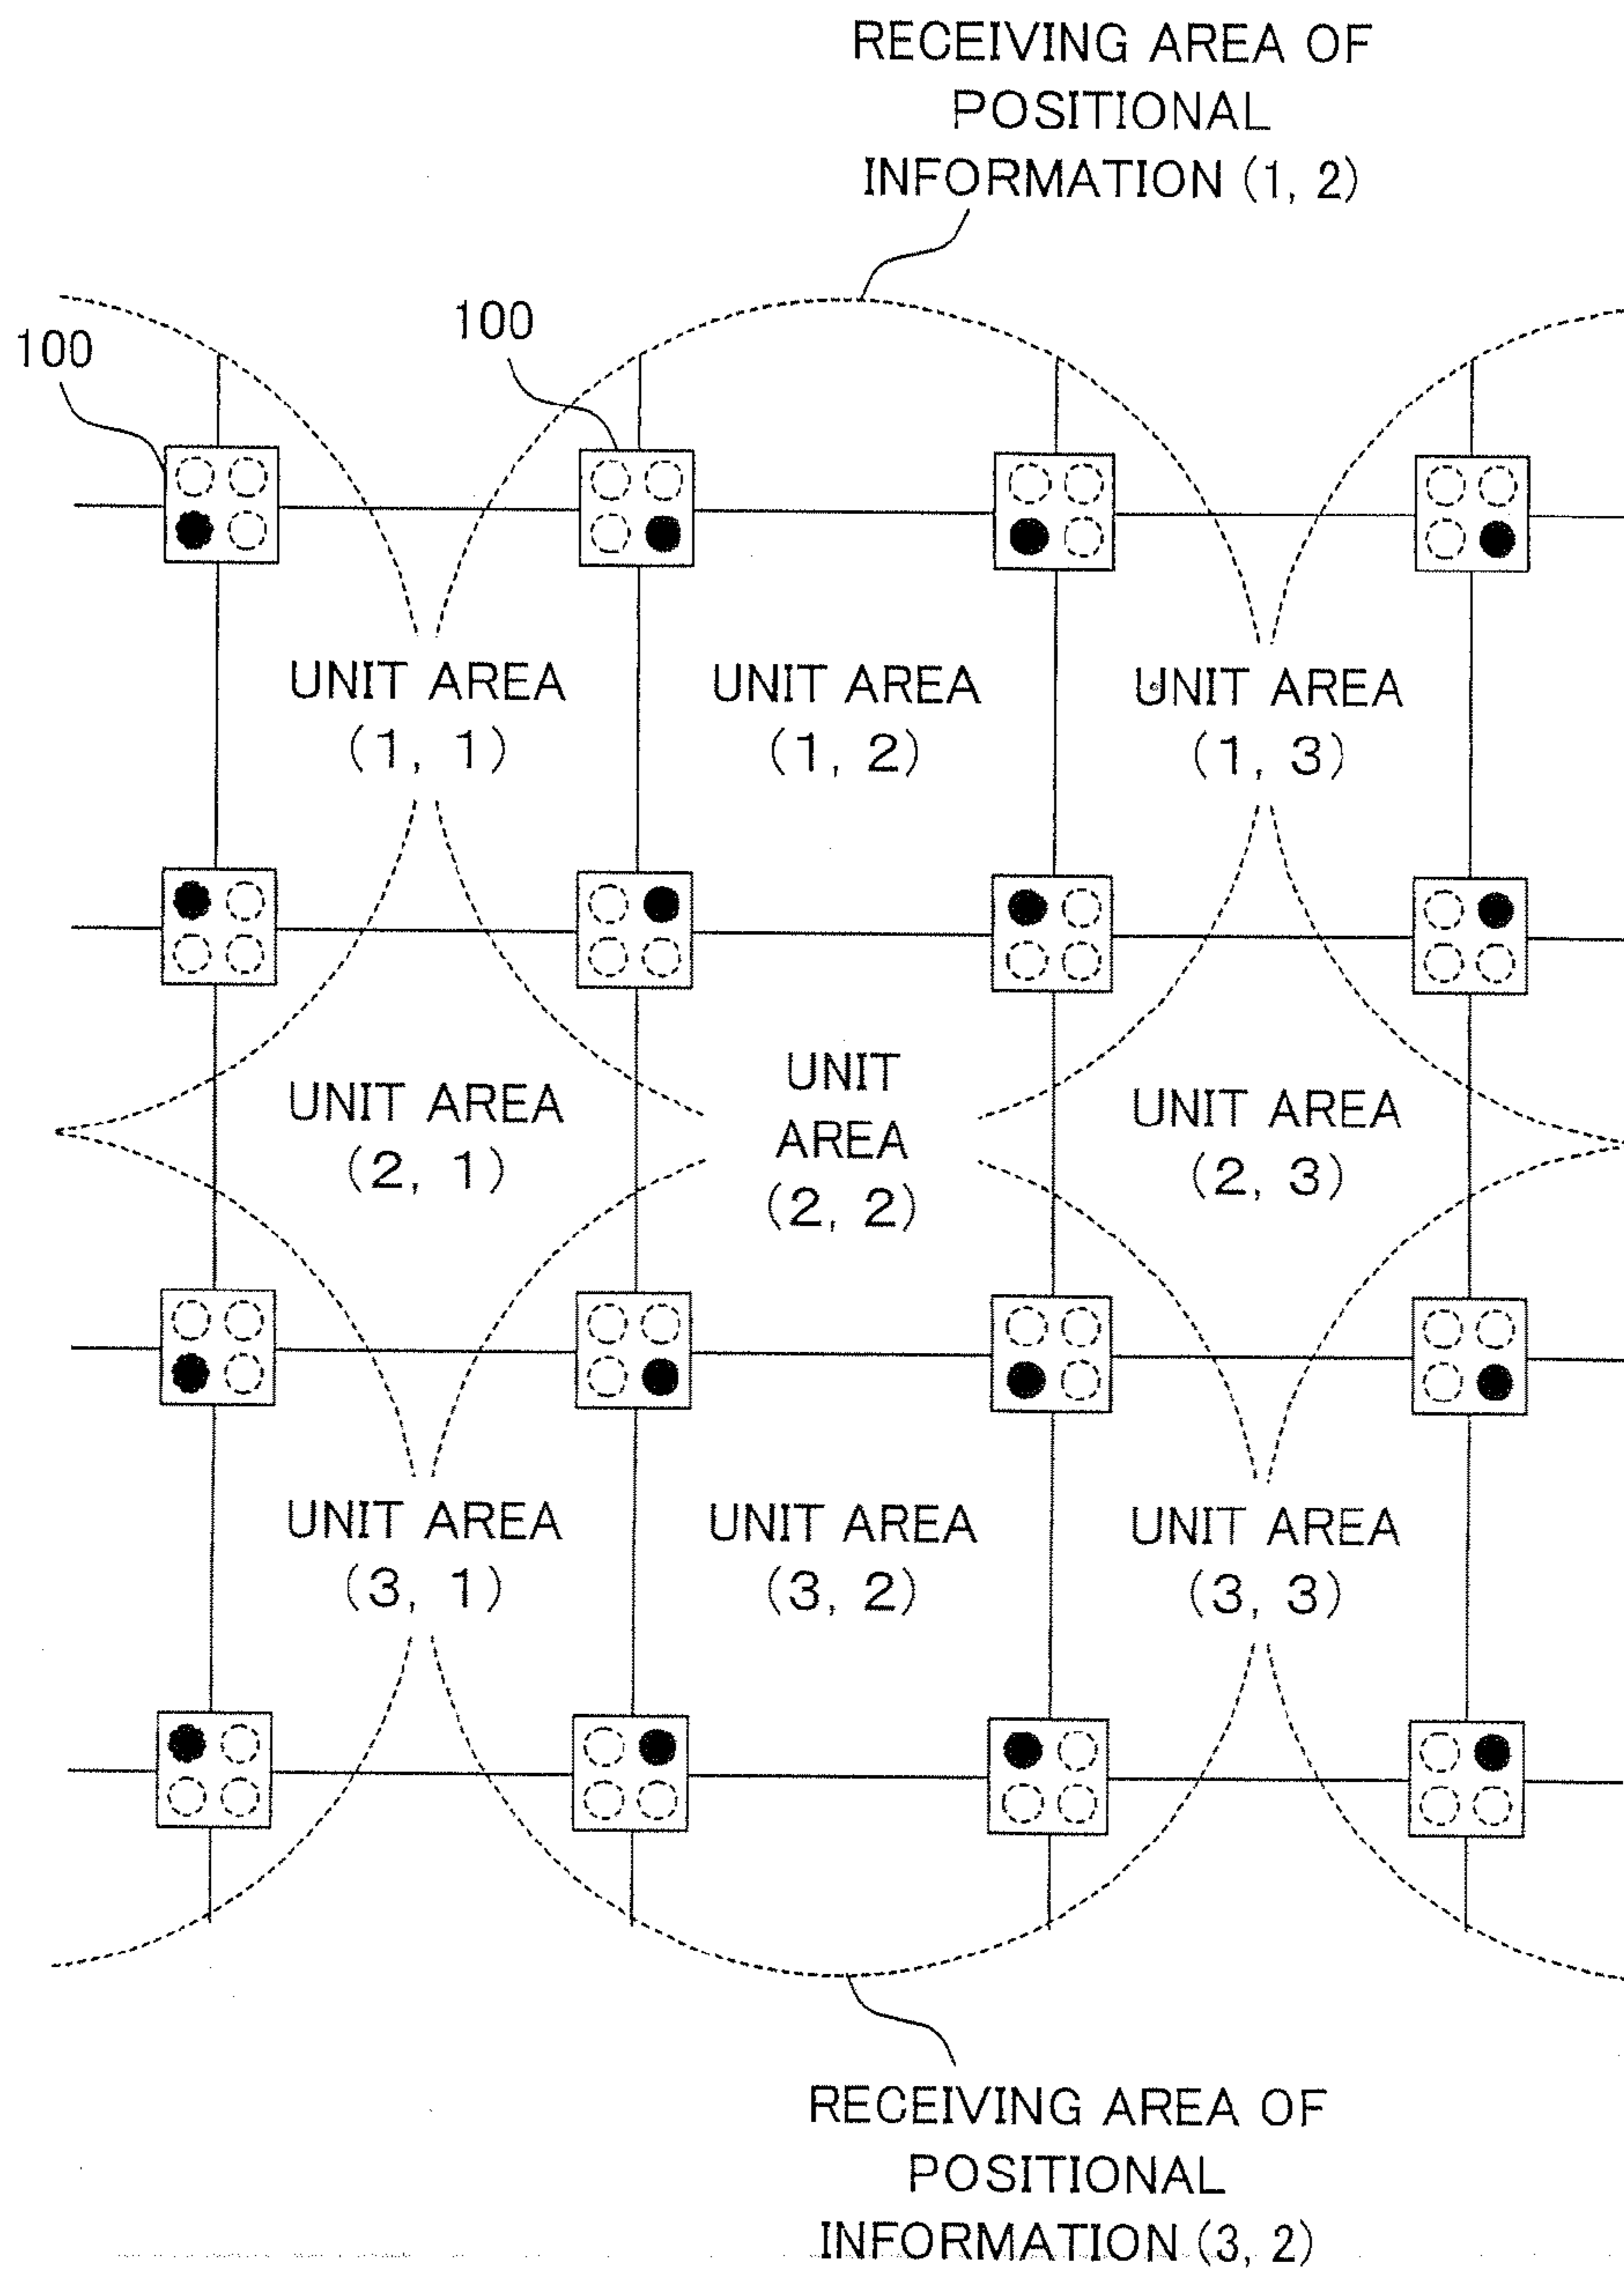 RECEIVING AREA OF
POSITIONAL
INFORMATION (1, 2)
100
100
UNIT AREA
(1, 1)
UNIT AREA
(1, 2)
UNIT AREA
(1, 3)
UNIT AREA
(2, 1)
UNIT
AREA
(2, 2)
UNIT AREA
(2, 3)
UNIT AREA
(3, 1)
UNIT AREA
(3, 2)
UNIT AREA
(3, 3)
RECEIVING AREA OF
POSITIONAL
INFORMATION (3, 2)